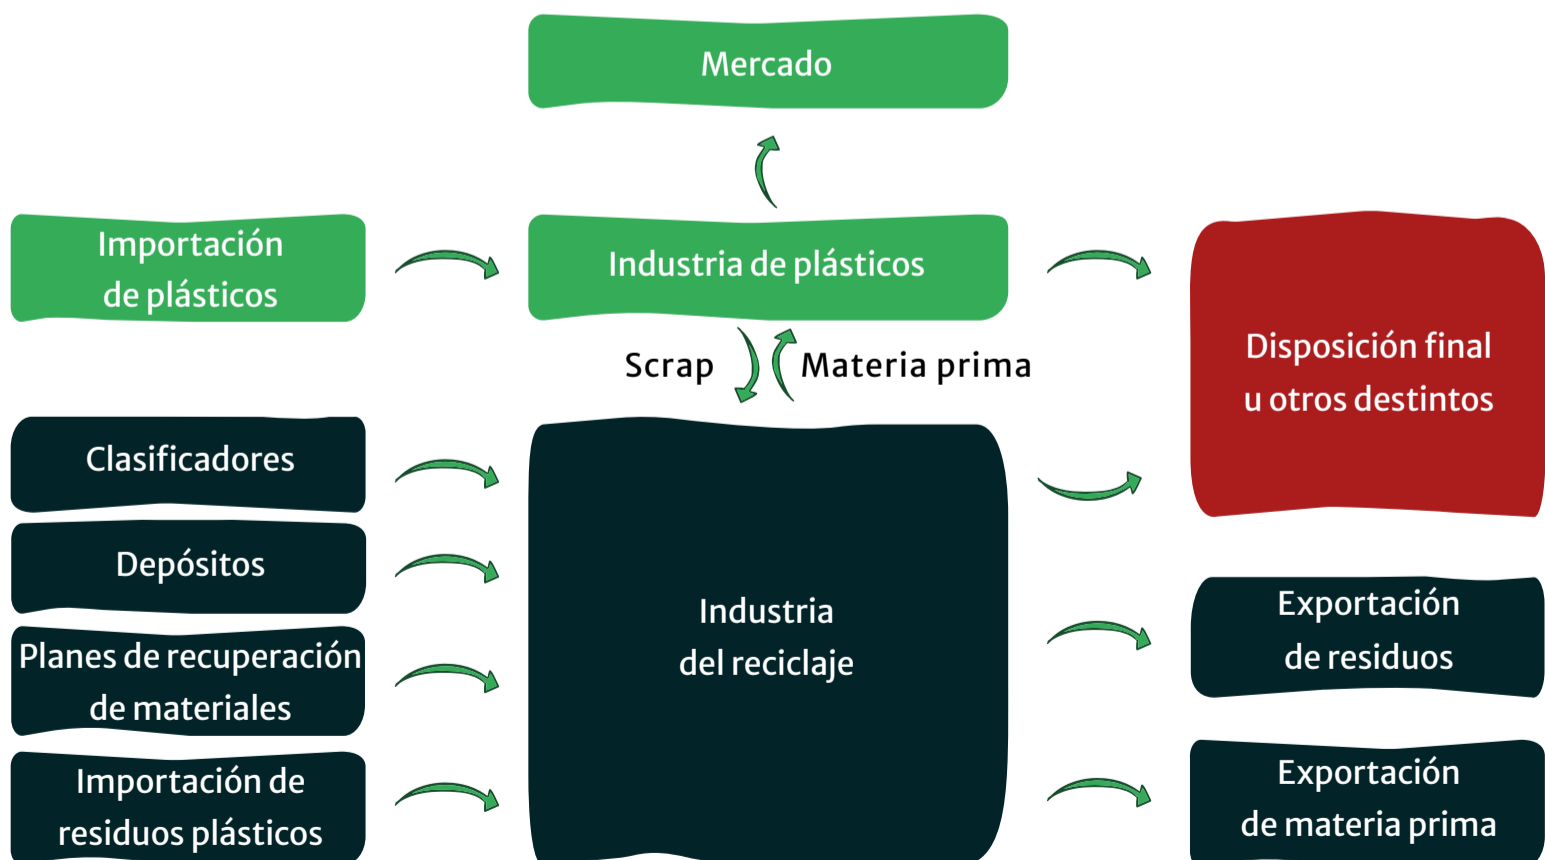 Mercado
Importación
de plásticos
Industria de plásticos
Scrap
Materia prima
Disposición final
u otros destintos
Clasificadores
Depósitos
Planes de recuperación
de materiales
Importación de
residuos plásticos
Industria
del reciclaje
Exportación
de residuos
Exportación
de materia prima